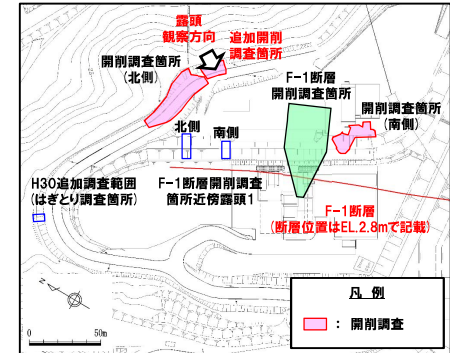 露頭
観察方向
追加開削
調査箇所
開削調査箇所
(北側)
F-1断層
開削調査箇所
開削調査箇所
(南側)
北側
南側
H30追加調査範囲
(はぎとり調査箇所)
F-1断層開削調査
箇所近傍露頭1
F-1断層
(断層位置はEL.2.8mで記載)
N
0
50m
凡 例
: 開削調査